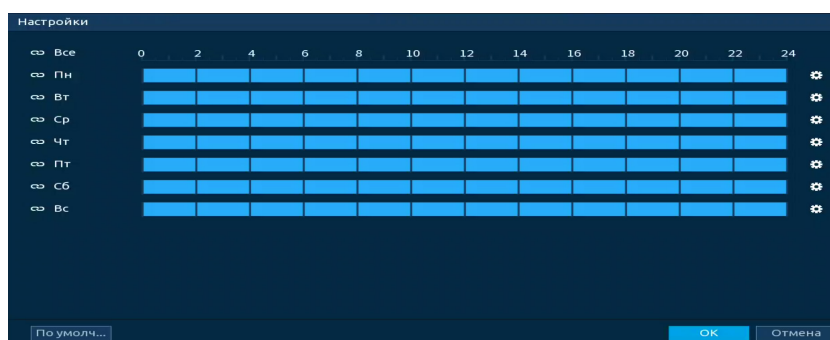 Настройки
Все 0 2 4 6 8 10 12 14 16 18 20 22 24
Пн
Вт
Ср
Чт
Пт
Сб
Вс
По умолч... OK Отмена